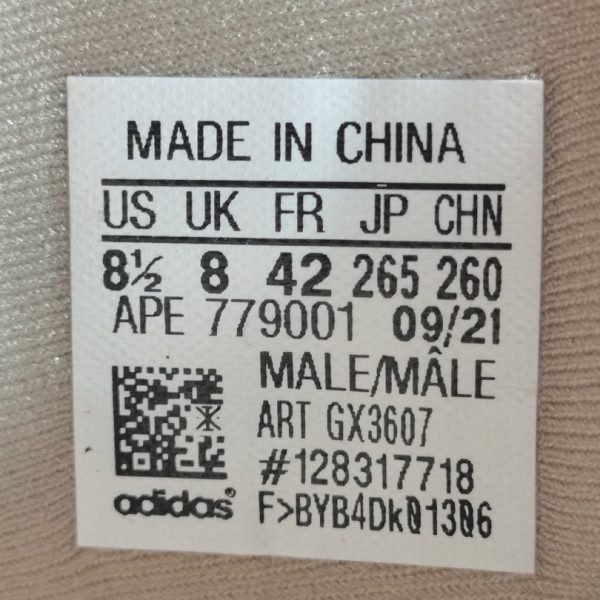 MADE IN CHINA
US UK FR JP CHN
8½ 8 42 265 260
APE 779001 09/21
MALE/MÂLE
ART GX3607
#128317718
adidas® F>BYB4Dk01306